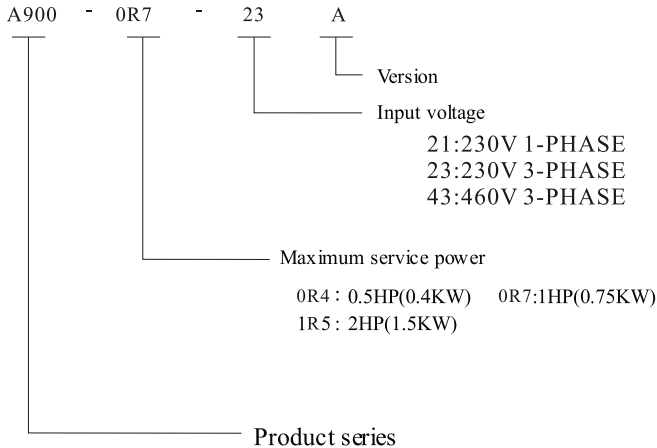 A900 - 0R7 - 23 A
Version
Input voltage
21:230V 1-PHASE
23:230V 3-PHASE
43:460V 3-PHASE
Maximum service power
0R4: 0.5HP(0.4KW) 0R7:1HP(0.75KW)
1R5: 2HP(1.5KW)
Product series